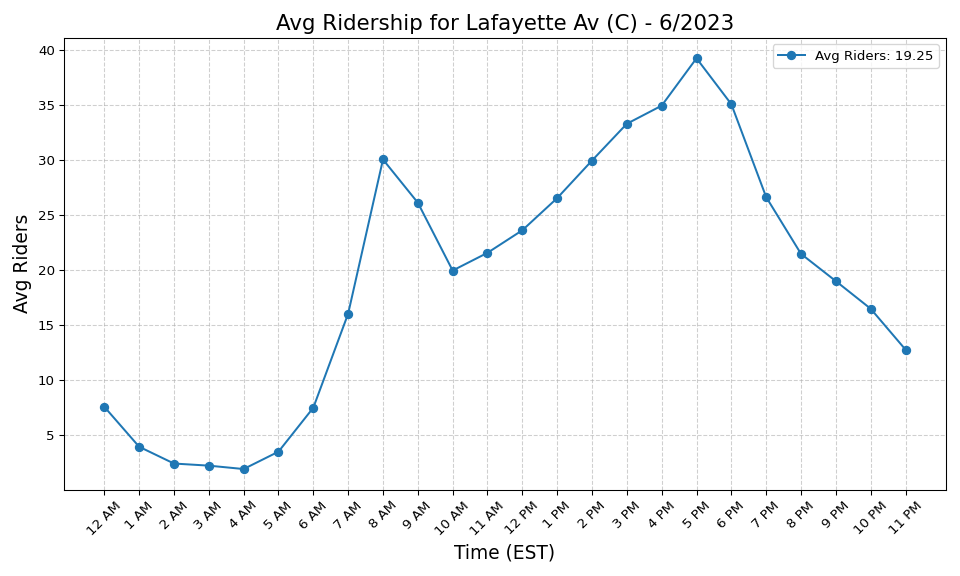 Avg Ridership for Lafayette Av (C) - 6/2023
Avg Riders: 19.25
Avg Riders
40
35
30
25
20
15
10
5
12 AM
1 AM
2 AM
3 AM
4 AM
5 AM
6 AM
7 AM
8 AM
9 AM
10 AM
11 AM
12 PM
1 PM
2 PM
3 PM
4 PM
5 PM
6 PM
7 PM
8 PM
9 PM
10 PM
11 PM
Time (EST)